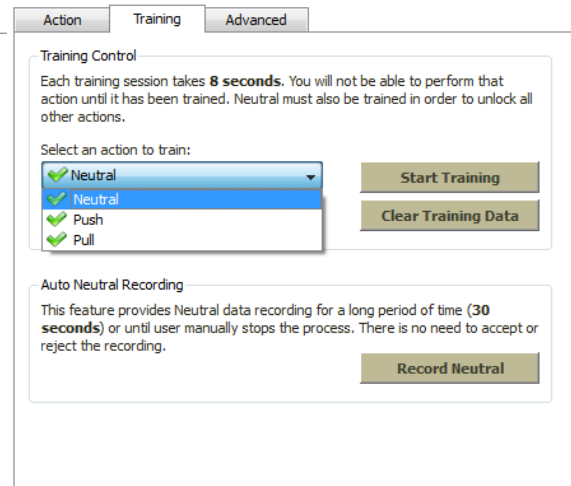 Action Training Advanced
Training Control
Each training session takes 8 seconds. You will not be able to perform that
action until it has been trained. Neutral must also be trained in order to unlock all
other actions.
Select an action to train:
Neutral
Start Training
Neutral
Push
Clear Training Data
Pull
Auto Neutral Recording
This feature provides Neutral data recording for a long period of time (30
seconds) or until user manually stops the process. There is no need to accept or
reject the recording.
Record Neutral